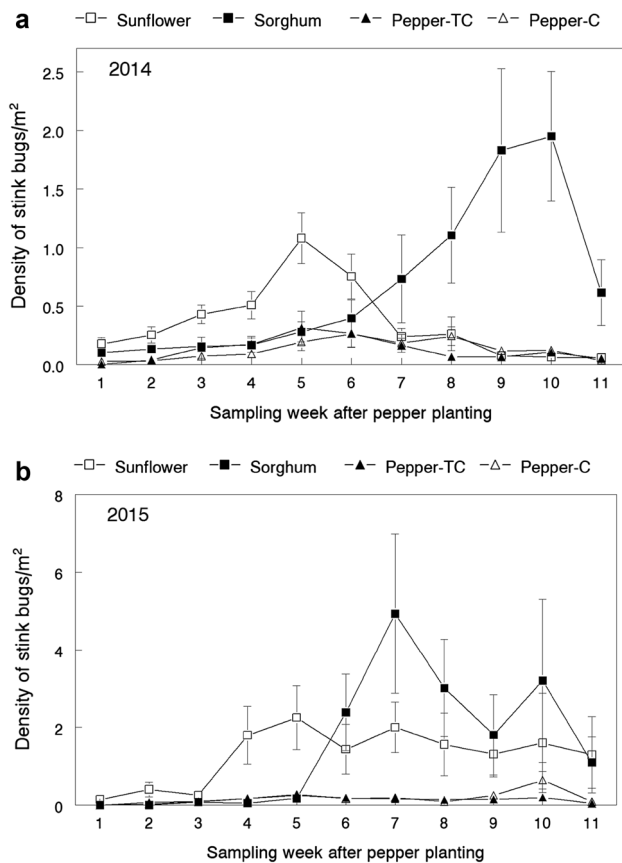 a
Sunflower Sorghum Pepper-TC Pepper-C
2014
Density of stink bugs/m²
2.5
2.0
1.5
1.0
0.5
0.0
1 2 3 4 5 6 7 8 9 10 11
Sampling week after pepper planting
b
Sunflower Sorghum Pepper-TC Pepper-C
2015
Density of stink bugs/m²
8
6
4
2
0
1 2 3 4 5 6 7 8 9 10 11
Sampling week after pepper planting